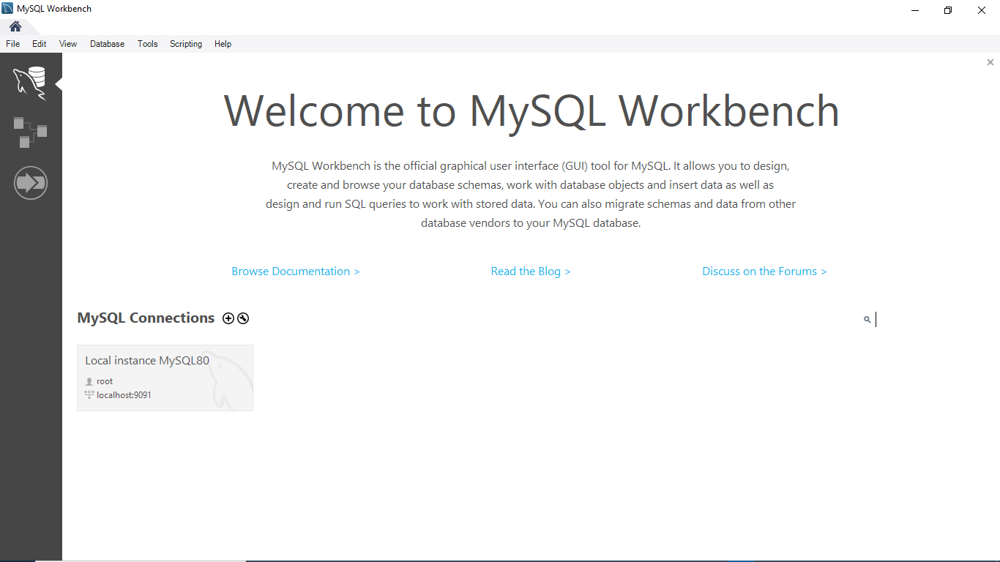 MySQL Workbench
File Edit View Database Tools Scripting Help
Welcome to MySQL Workbench
MySQL Workbench is the official graphical user interface (GUI) tool for MySQL. It allows you to design,
create and browse your database schemas, work with database objects and insert data as well as
design and run SQL queries to work with stored data. You can also migrate schemas and data from other
database vendors to your MySQL database.
Browse Documentation > Read the Blog > Discuss on the Forums >
MySQL Connections
Local instance MySQL80
root
localhost:9091